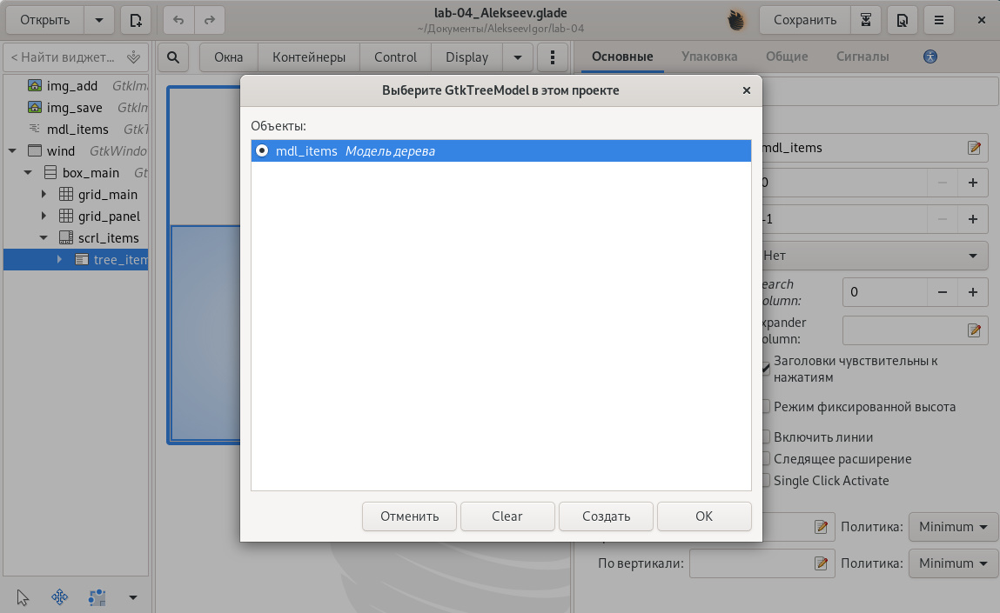 Открыть
lab-04_Alekseev.glade
~/Документы/AlekseevIgor/lab-04
Сохранить
< Найти виджет...
Окна
Контейнеры
Control
Display
Основные
Упаковка
Общие
Сигналы
img_add GtkIma
img_save GtkIm
mdl_items GtkT
wind GtkWindo
box_main Gt
grid_main
grid_panel
scrl_items
tree_item
Выберите GtkTreeModel в этом проекте
Объекты:
mdl_items Модель дерева
Отменить
Clear
Создать
OK
mdl_items
0
-1
Нет
earch
olumn:
0
xpander
olumn:
Заголовки чувствительны к
нажатиям
Режим фиксированной высота
Включить линии
Следящее расширение
Single Click Activate
Политика: Minimum
По вертикали:
Политика: Minimum